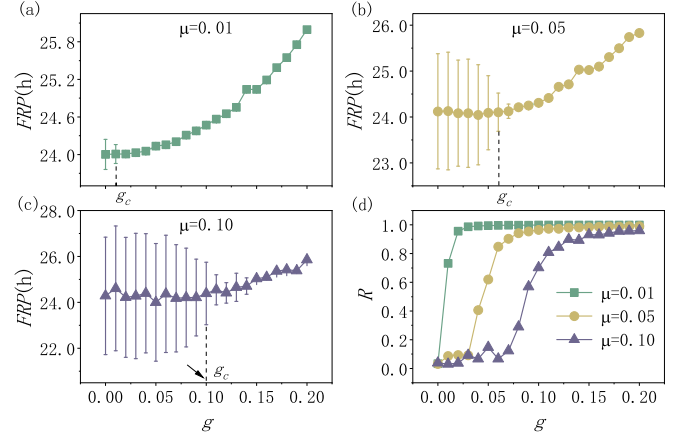 (a)
μ=0.01
FRP(h)
25.8
25.2
24.6
24.0
g_c
(b)
μ=0.05
FRP(h)
26.0
25.0
24.0
23.0
g_c
(c)
μ=0.10
FRP(h)
28.0
26.0
24.0
22.0
g_c
0.00 0.05 0.10 0.15 0.20
g
(d)
R
1.0
0.8
0.6
0.4
0.2
0.0
μ=0.01
μ=0.05
μ=0.10
0.00 0.05 0.10 0.15 0.20
g